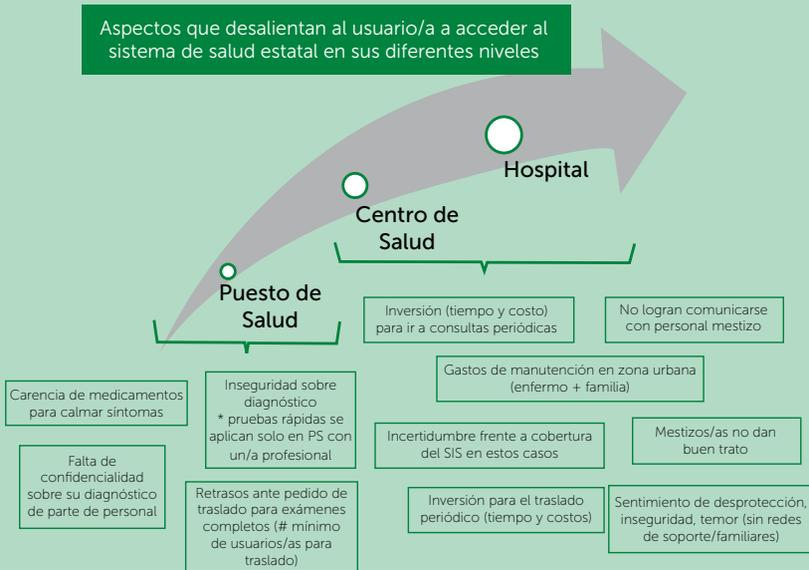 Aspectos que desalientan al usuario/a a acceder al
sistema de salud estatal en sus diferentes niveles
Hospital
Centro de
Salud
Puesto de
Salud
Carencia de medicamentos
para calmar síntomas
Falta de
confidencialidad
sobre su diagnóstico
de parte de personal
Inseguridad sobre
diagnóstico
* pruebas rápidas se
aplican solo en PS con
un/a profesional
Retrasos ante pedido de
traslado para exámenes
completos (# mínimo
de usuarios/as para
traslado)
Inversión (tiempo y costo)
para ir a consultas periódicas
No logran comunicarse
con personal mestizo
Gastos de manutención en zona urbana
(enfermo + familia)
Incertidumbre frente a cobertura
del SIS en estos casos
Mestizos/as no dan
buen trato
Inversión para el traslado
periódico (tiempo y costos)
Sentimiento de desprotección,
inseguridad, temor (sin redes
de soporte/familiares)